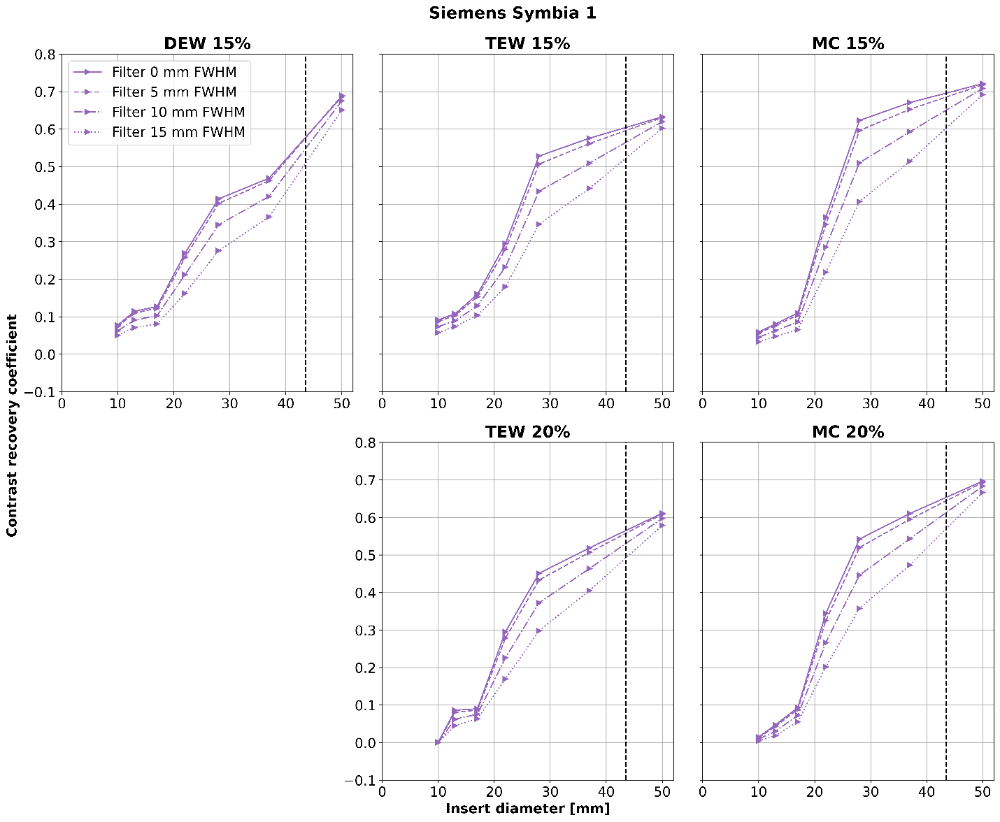 Siemens Symbia 1
DEW 15%
TEW 15%
MC 15%
Filter 0 mm FWHM
Filter 5 mm FWHM
Filter 10 mm FWHM
Filter 15 mm FWHM
0.8
0.7
0.6
0.5
0.4
0.3
0.2
0.1
0.0
−0.1
0 10 20 30 40 50
0 10 20 30 40 50
0 10 20 30 40 50
Contrast recovery coefficient
TEW 20%
MC 20%
0.8
0.7
0.6
0.5
0.4
0.3
0.2
0.1
0.0
−0.1
0 10 20 30 40 50
0 10 20 30 40 50
Insert diameter [mm]